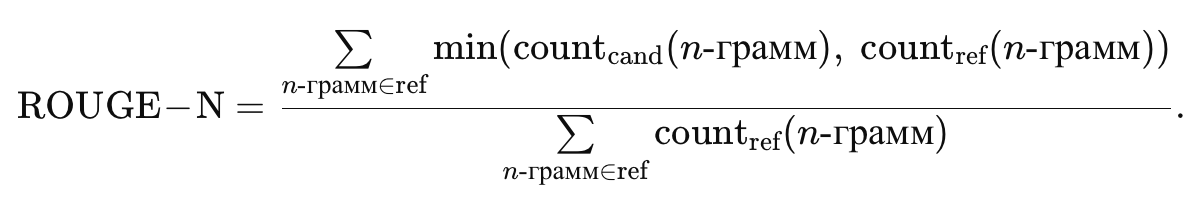 ∑ min(count_cand(n-грамм), count_ref(n-грамм))
n-грамм∈ref
ROUGE−N = .
∑ count_ref(n-грамм)
n-грамм∈ref